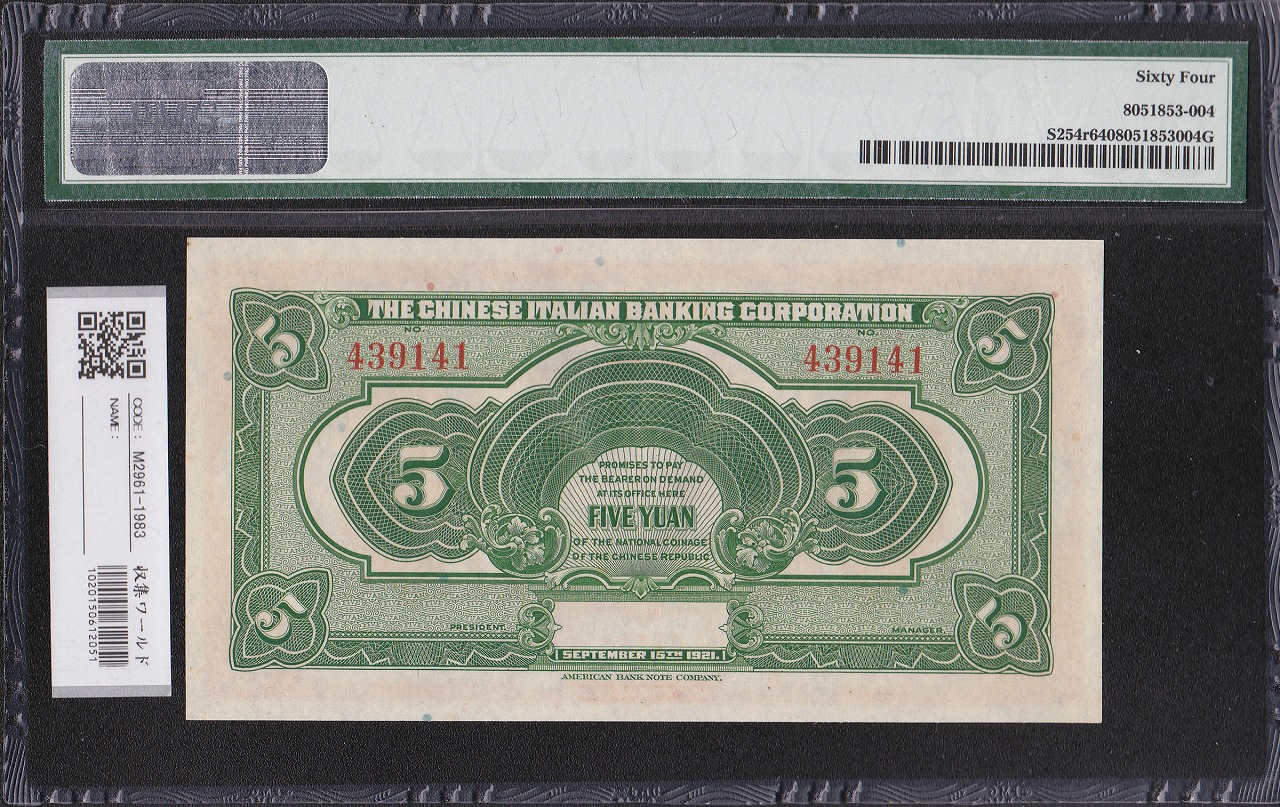 Sixty Four
8051853-004
S254r6408051853004G
THE CHINESE ITALIAN BANKING CORPORATION
5 5
NO. NO.
439141 439141
5 5
PROMISES TO PAY
THE BEARER ON DEMAND
AT ITS OFFICE HERE
FIVE YUAN
OF THE NATIONAL COINAGE
OF THE CHINESE REPUBLIC
5 5
PRESIDENT. MANAGER.
SEPTEMBER 15TH 1921.
AMERICAN BANK NOTE COMPANY.
CODE: M2961-1983
NAME:
収集ワールド
1020150612051